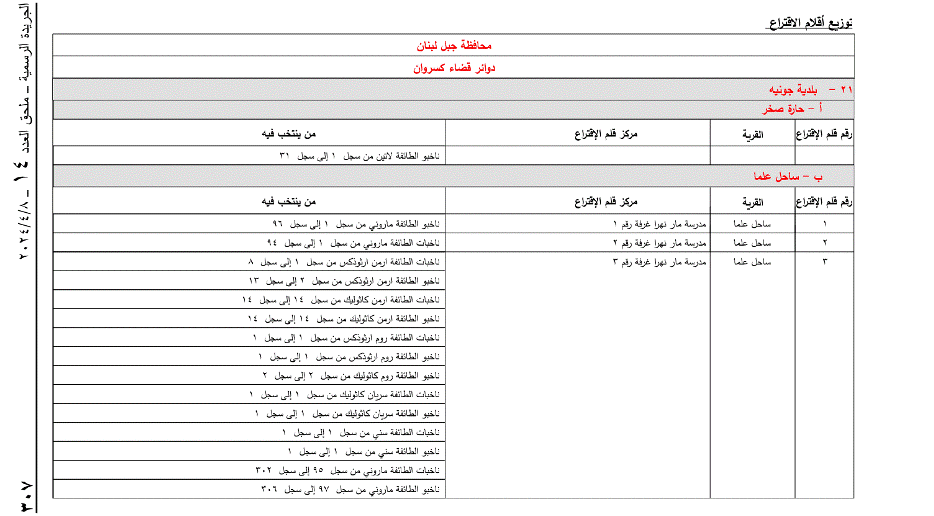 الجريدة الرسمية – ملحق العدد ١٤ – ٢٠٢٤/٤/٨
توزيع أقلام الاقتراع
محافظة جبل لبنان
دوائر قضاء كسروان
٢١ - بلدية جونيه
أ - حارة صخر
رقم قلم الإقتراع القرية مركز قلم الإقتراع من ينتخب فيه
ناخبو الطائفة لاتين من سجل ١ إلى سجل ٣١
ب - ساحل علما
رقم قلم الإقتراع القرية مركز قلم الإقتراع من ينتخب فيه
١ ساحل علما مدرسة مار نهرا غرفة رقم ١ ناخبو الطائفة ماروني من سجل ١ إلى سجل ٩٦
٢ ساحل علما مدرسة مار نهرا غرفة رقم ٢ ناخبات الطائفة ماروني من سجل ١ إلى سجل ٩٤
٣ ساحل علما مدرسة مار نهرا غرفة رقم ٣ ناخبات الطائفة ارمن ارثوذكس من سجل ١ إلى سجل ٨
ناخبو الطائفة ارمن ارثوذكس من سجل ٢ إلى سجل ١٣
ناخبات الطائفة ارمن كاثوليك من سجل ١٤ إلى سجل ١٤
ناخبو الطائفة ارمن كاثوليك من سجل ١٤ إلى سجل ١٤
ناخبات الطائفة روم ارثوذكس من سجل ١ إلى سجل ١
ناخبو الطائفة روم ارثوذكس من سجل ١ إلى سجل ١
ناخبو الطائفة روم كاثوليك من سجل ٢ إلى سجل ٢
ناخبات الطائفة سريان كاثوليك من سجل ١ إلى سجل ١
ناخبو الطائفة سريان كاثوليك من سجل ١ إلى سجل ١
ناخبات الطائفة سني من سجل ١ إلى سجل ١
ناخبو الطائفة سني من سجل ١ إلى سجل ١
ناخبات الطائفة ماروني من سجل ٩٥ إلى سجل ٣٠٢
ناخبو الطائفة ماروني من سجل ٩٧ إلى سجل ٣٠٦
٣٠٧